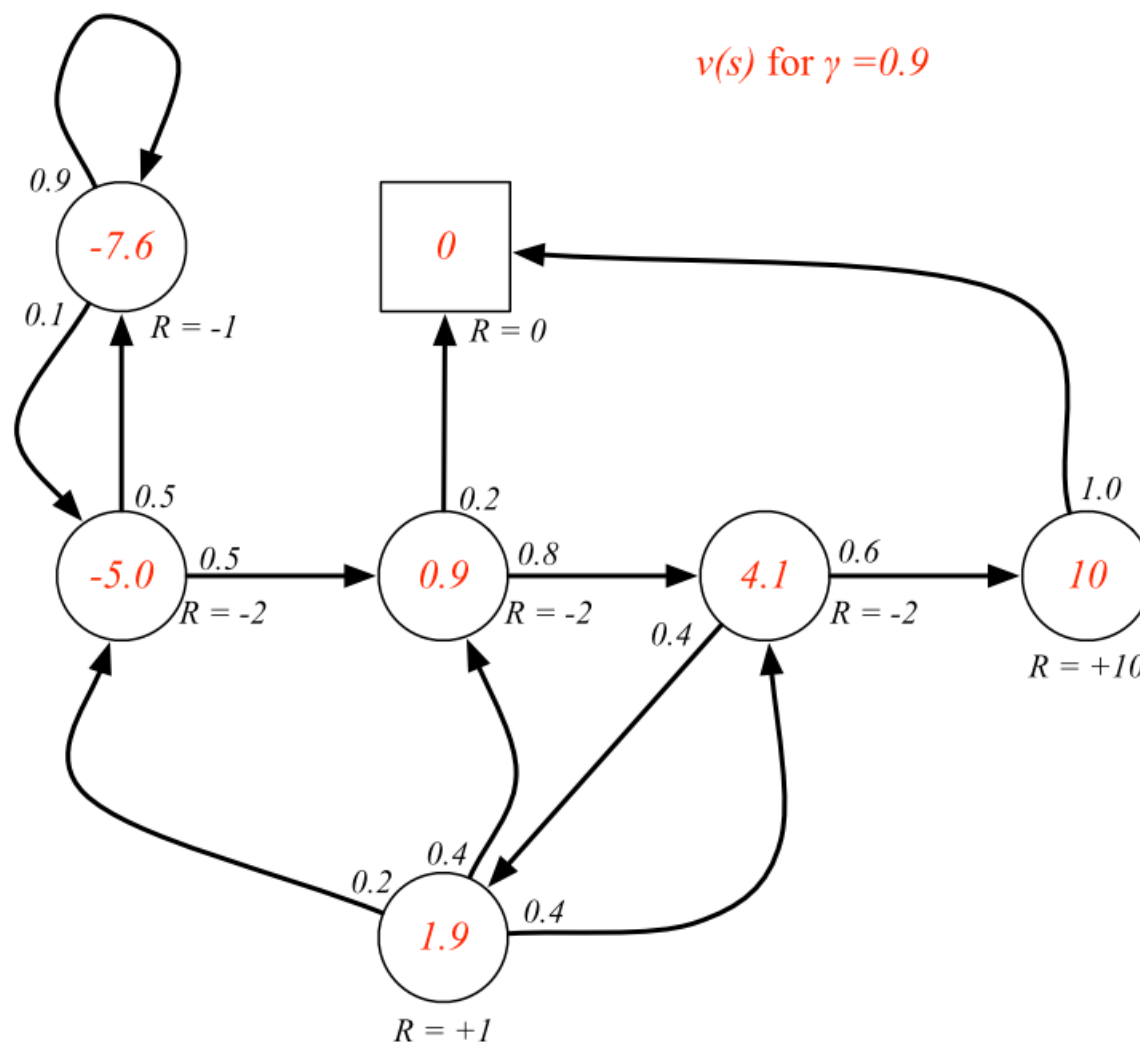 v(s) for γ =0.9
0.9
-7.6
0
0.1
R = -1
R = 0
0.5
0.2
1.0
-5.0
0.5
0.9
0.8
4.1
0.6
10
R = -2
R = -2
0.4
R = -2
R = +10
0.2
0.4
1.9
0.4
R = +1